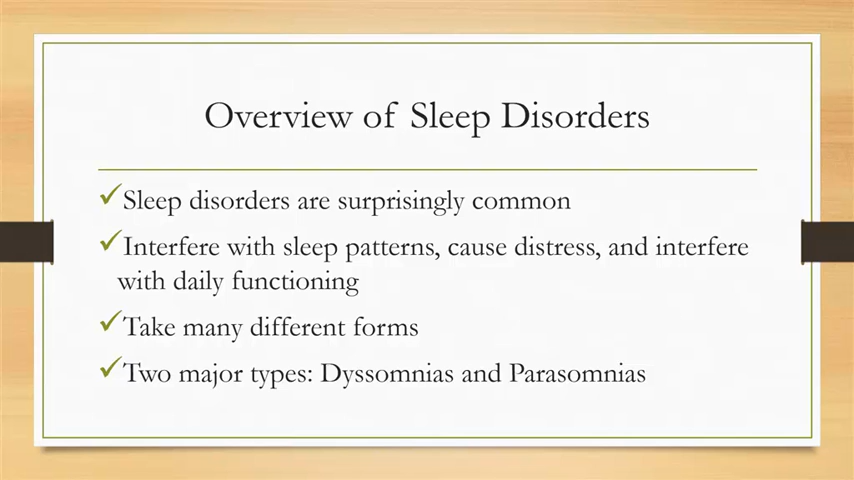 Overview of Sleep Disorders
✓Sleep disorders are surprisingly common
✓Interfere with sleep patterns, cause distress, and interfere
with daily functioning
✓Take many different forms
✓Two major types: Dyssomnias and Parasomnias